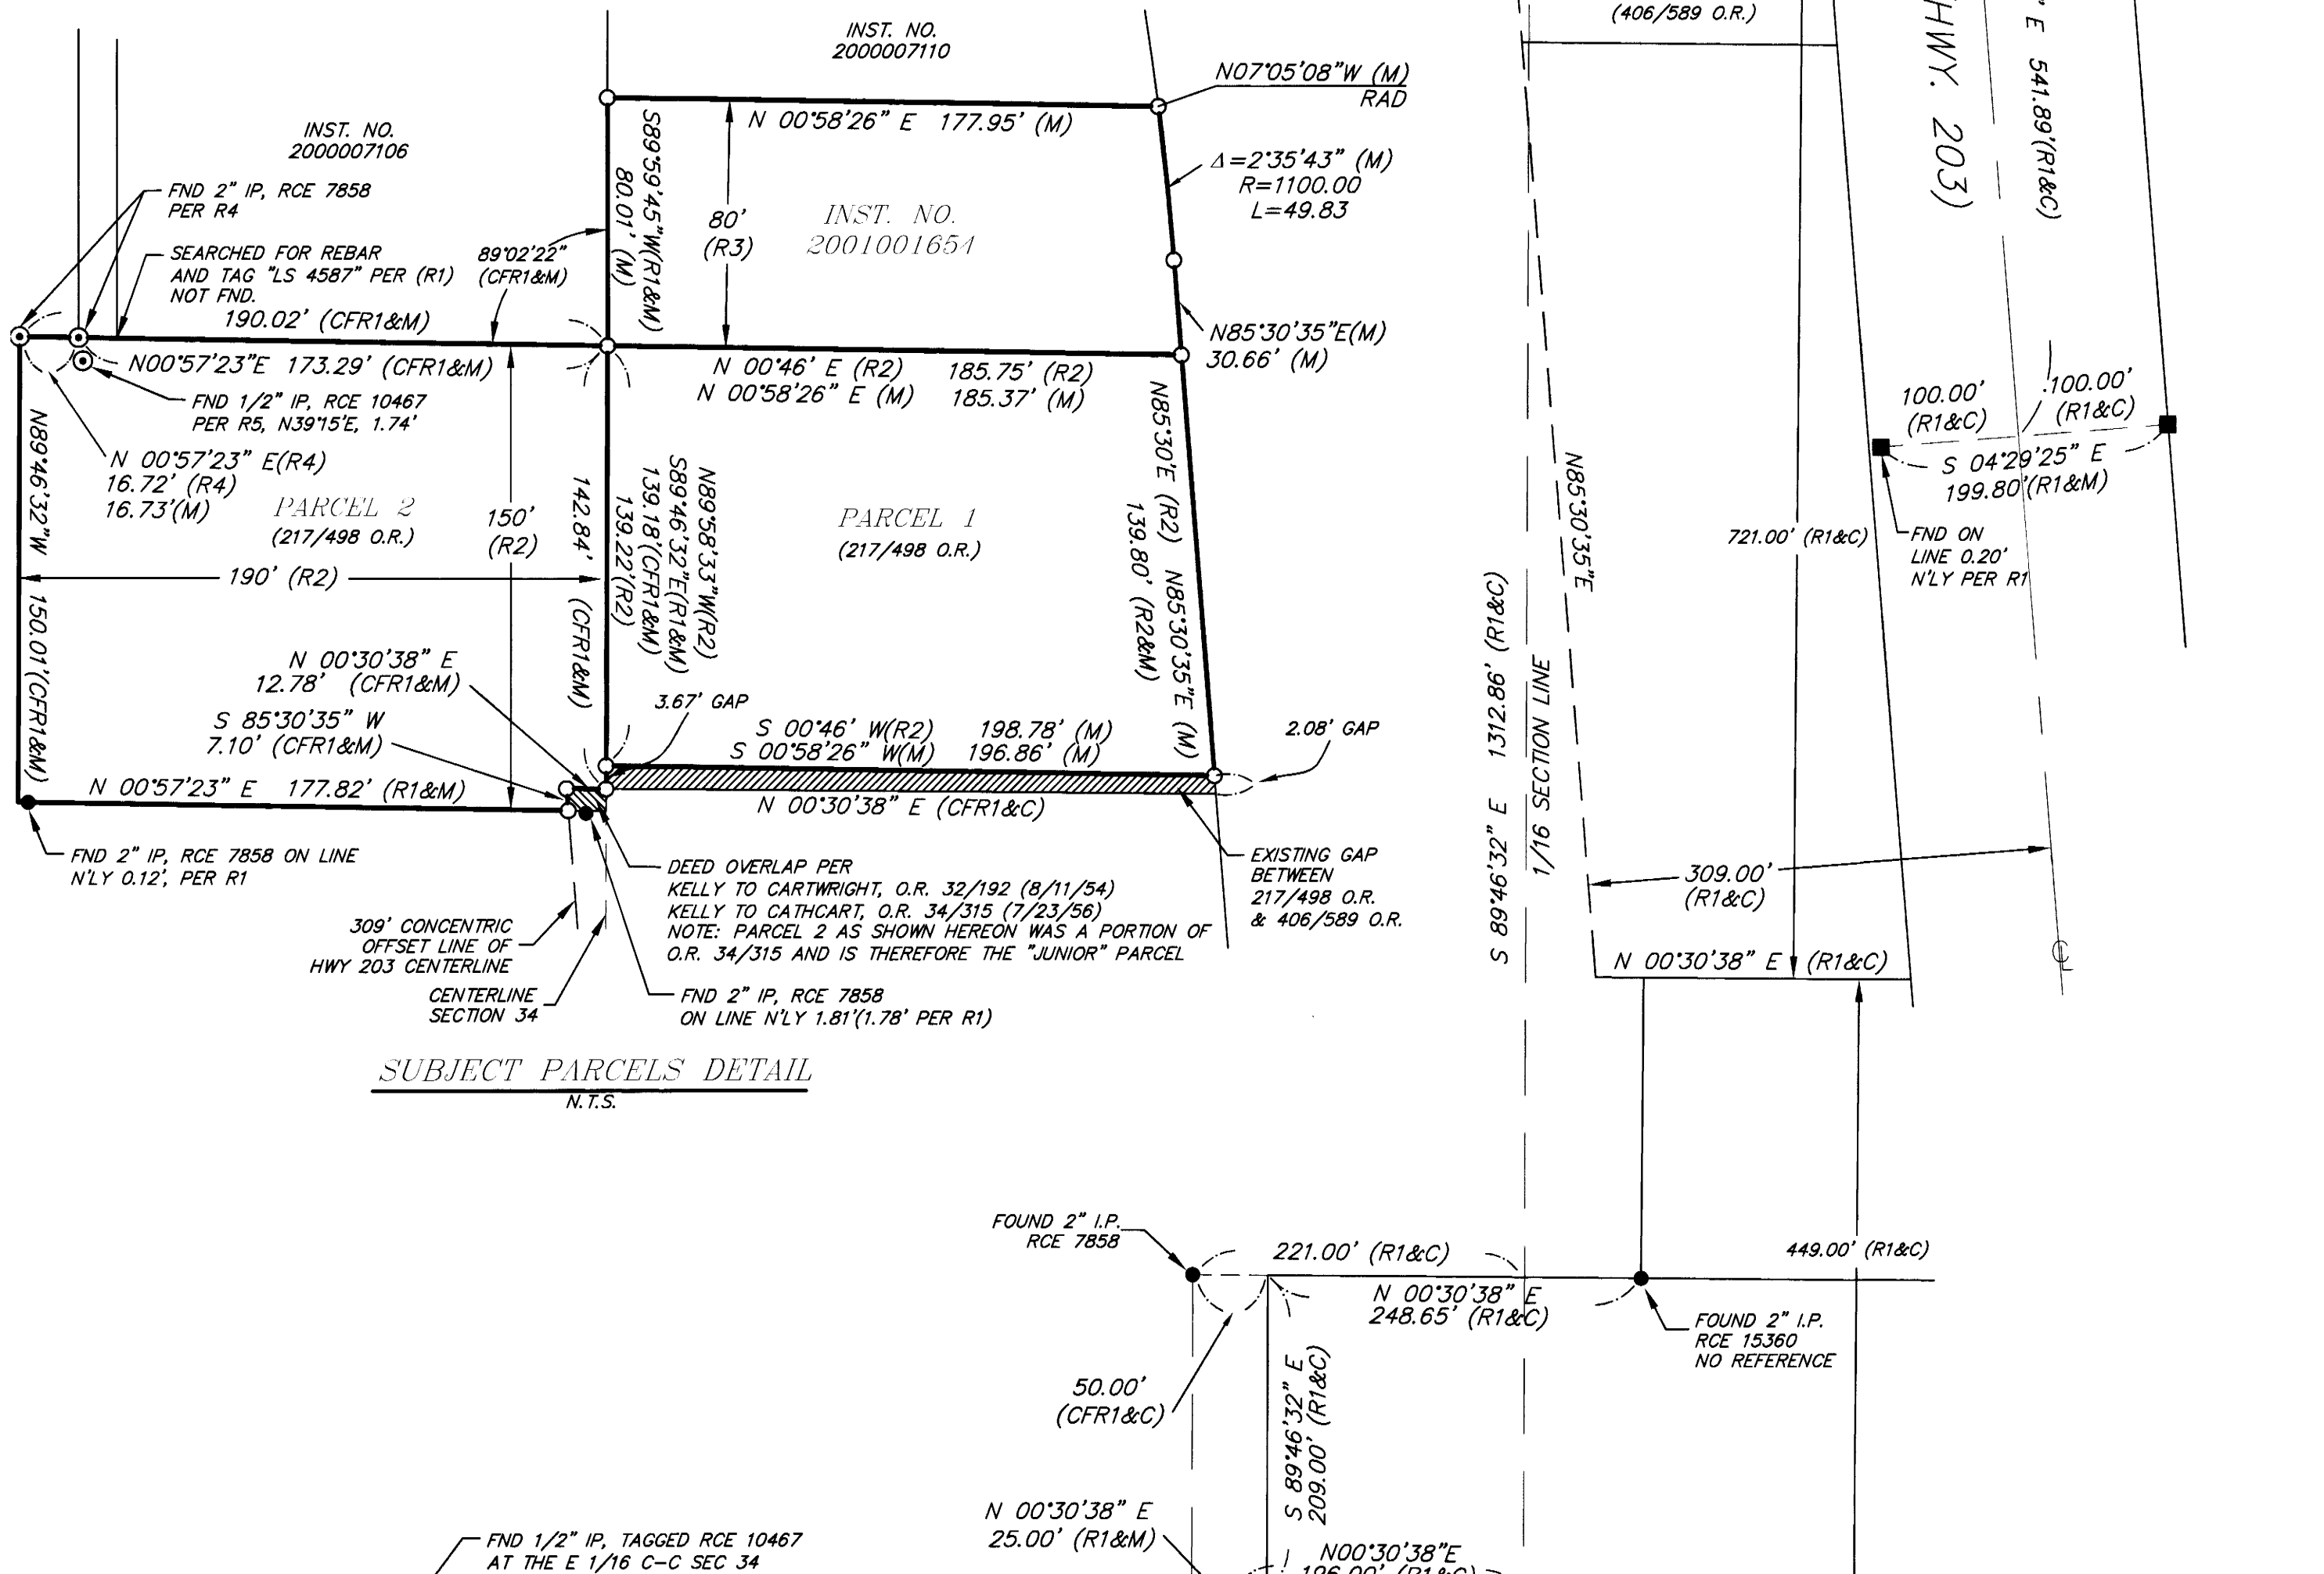 INST. NO.
2000007110
(406/589 O.R.)
HWY. 203)
" E 541.89'(R1&C)
N07°05'08"W (M)
RAD
INST. NO.
2000007106
N 00°58'26" E 177.95' (M)
S89°59'45"W(R1&M)
80.01' (M)
Δ=2°35'43" (M)
R=1100.00
L=49.83
FND 2" IP, RCE 7858
PER R4
80'
(R3)
INST. NO.
2001001654
SEARCHED FOR REBAR
AND TAG "LS 4587" PER (R1)
NOT FND.
89°02'22"
(CFR1&M)
190.02' (CFR1&M)
N85°30'35"E(M)
30.66' (M)
N00°57'23"E 173.29' (CFR1&M)
N 00°46' E (R2) 185.75' (R2)
N 00°58'26" E (M) 185.37' (M)
FND 1/2" IP, RCE 10467
PER R5, N39°15'E, 1.74'
100.00'
(R1&C)
100.00'
(R1&C)
S 04°29'25" E
199.80'(R1&M)
N 00°57'23" E(R4)
16.72' (R4)
16.73'(M)
N89°46'32"W 150.01'(CFR1&M)
PARCEL 2
(217/498 O.R.)
150'
(R2)
142.84' (CFR1&M)
N89°58'33"W(R2)
S89°46'32"E(R1&M)
139.18'(CFR1&M)
139.22'(R2)
PARCEL 1
(217/498 O.R.)
N85°30'E (R2) N85°30'35"E (M)
139.80' (R2&M)
N85°30'35"E
721.00' (R1&C)
FND ON
LINE 0.20'
N'LY PER R1
190' (R2)
N 00°30'38" E
12.78' (CFR1&M)
S 85°30'35" W
7.10' (CFR1&M)
3.67' GAP
S 00°46' W(R2) 198.78' (M)
S 00°58'26" W(M) 196.86' (M)
2.08' GAP
S 89°46'32" E 1312.86' (R1&C)
1/16 SECTION LINE
N 00°57'23" E 177.82' (R1&M)
N 00°30'38" E (CFR1&C)
FND 2" IP, RCE 7858 ON LINE
N'LY 0.12', PER R1
DEED OVERLAP PER
KELLY TO CARTWRIGHT, O.R. 32/192 (8/11/54)
KELLY TO CATHCART, O.R. 34/315 (7/23/56)
NOTE: PARCEL 2 AS SHOWN HEREON WAS A PORTION OF
O.R. 34/315 AND IS THEREFORE THE "JUNIOR" PARCEL
EXISTING GAP
BETWEEN
217/498 O.R.
& 406/589 O.R.
309.00'
(R1&C)
309' CONCENTRIC
OFFSET LINE OF
HWY 203 CENTERLINE
N 00°30'38" E (R1&C)
CENTERLINE
SECTION 34
FND 2" IP, RCE 7858
ON LINE N'LY 1.81'(1.78' PER R1)
SUBJECT PARCELS DETAIL
N.T.S.
FOUND 2" I.P.
RCE 7858
221.00' (R1&C)
449.00' (R1&C)
N 00°30'38" E
248.65' (R1&C)
FOUND 2" I.P.
RCE 15360
NO REFERENCE
50.00'
(CFR1&C)
S 89°46'32" E
209.00' (R1&C)
N 00°30'38" E
25.00' (R1&M)
FND 1/2" IP, TAGGED RCE 10467
AT THE E 1/16 C-C SEC 34
N00°30'38"E
196.00' (R1&C)